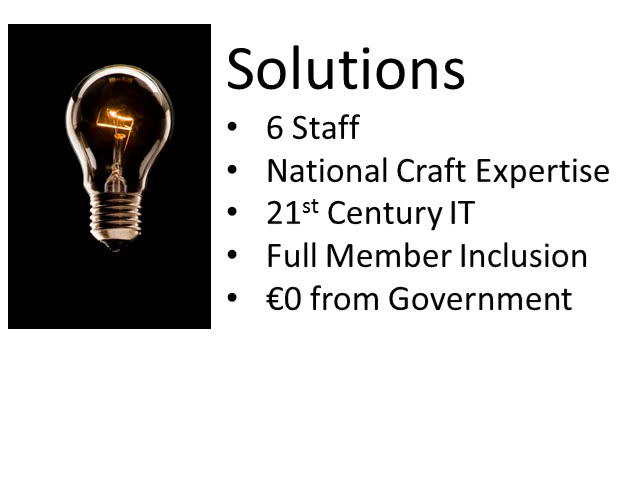 Solutions
• 6 Staff
• National Craft Expertise
• 21st Century IT
• Full Member Inclusion
• €0 from Government